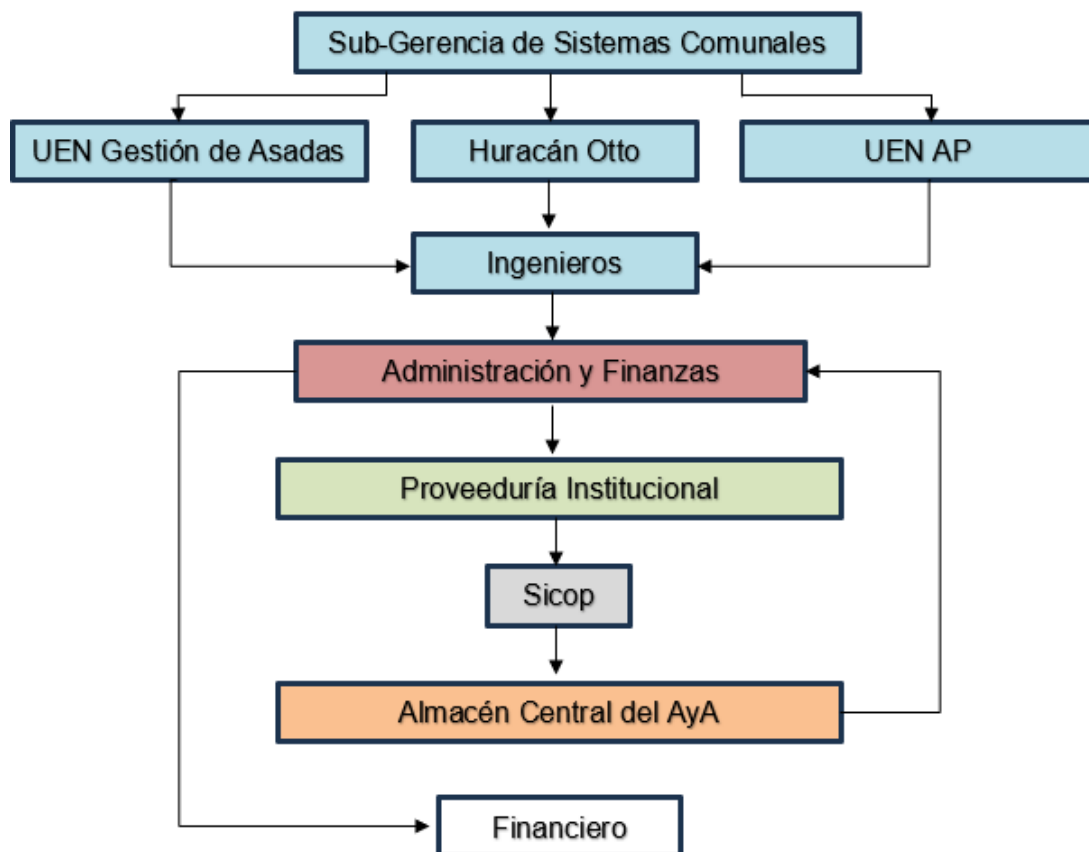 Sub-Gerencia de Sistemas Comunales
UEN Gestión de Asadas
Huracán Otto
UEN AP
Ingenieros
Administración y Finanzas
Proveeduría Institucional
Sicop
Almacén Central del AyA
Financiero